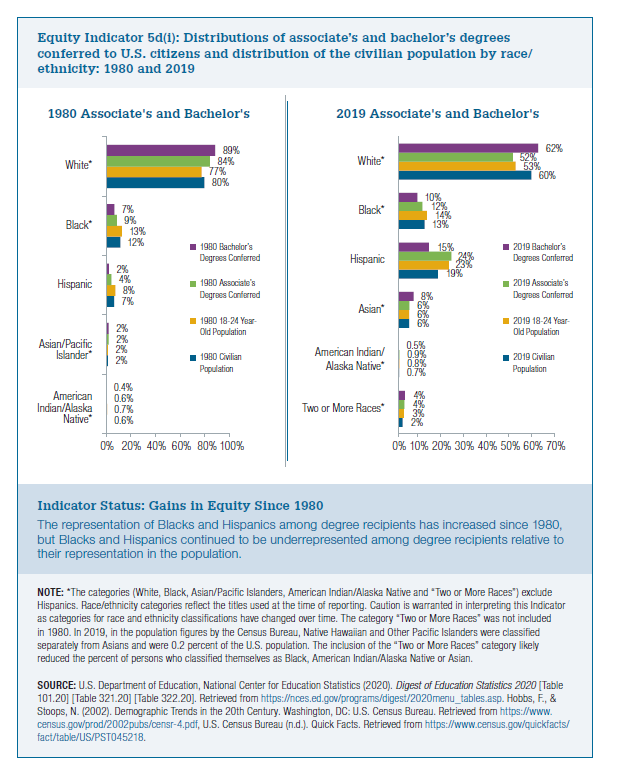 Equity Indicator 5d(i): Distributions of associate's and bachelor's degrees
conferred to U.S. citizens and distribution of the civilian population by race/
ethnicity: 1980 and 2019
1980 Associate's and Bachelor's
White*
89%
84%
77%
80%
Black*
7%
9%
13%
12%
Hispanic
2%
4%
8%
7%
Asian/Pacific
Islander*
2%
2%
2%
2%
American
Indian/Alaska
Native*
0.4%
0.6%
0.7%
0.6%
0% 20% 40% 60% 80% 100%
1980 Bachelor's
Degrees Conferred
1980 Associate's
Degrees Conferred
1980 18-24 Year-
Old Population
1980 Civilian
Population
2019 Associate's and Bachelor's
White*
62%
52%
53%
60%
Black*
10%
12%
14%
13%
Hispanic
15%
24%
23%
19%
Asian*
8%
6%
6%
6%
American Indian/
Alaska Native*
0.5%
0.9%
0.8%
0.7%
Two or More Races*
4%
4%
3%
2%
0% 10% 20% 30% 40% 50% 60% 70%
2019 Bachelor's
Degrees Conferred
2019 Associate's
Degrees Conferred
2019 18-24 Year-
Old Population
2019 Civilian
Population
Indicator Status: Gains in Equity Since 1980
The representation of Blacks and Hispanics among degree recipients has increased since 1980,
but Blacks and Hispanics continued to be underrepresented among degree recipients relative to
their representation in the population.
NOTE: *The categories (White, Black, Asian/Pacific Islanders, American Indian/Alaska Native and "Two or More Races") exclude
Hispanics. Race/ethnicity categories reflect the titles used at the time of reporting. Caution is warranted in interpreting this Indicator
as categories for race and ethnicity classifications have changed over time. The category "Two or More Races" was not included
in 1980. In 2019, in the population figures by the Census Bureau, Native Hawaiian and Other Pacific Islanders were classified
separately from Asians and were 0.2 percent of the U.S. population. The inclusion of the "Two or More Races" category likely
reduced the percent of persons who classified themselves as Black, American Indian/Alaska Native or Asian.
SOURCE: U.S. Department of Education, National Center for Education Statistics (2020). Digest of Education Statistics 2020 [Table
101.20] [Table 321.20] [Table 322.20]. Retrieved from https://nces.ed.gov/programs/digest/2020menu_tables.asp. Hobbs, F., &
Stoops, N. (2002). Demographic Trends in the 20th Century. Washington, DC: U.S. Census Bureau. Retrieved from https://www.
census.gov/prod/2002pubs/censr-4.pdf, U.S. Census Bureau (n.d.). Quick Facts. Retrieved from https://www.census.gov/quickfacts/
fact/table/US/PST045218.